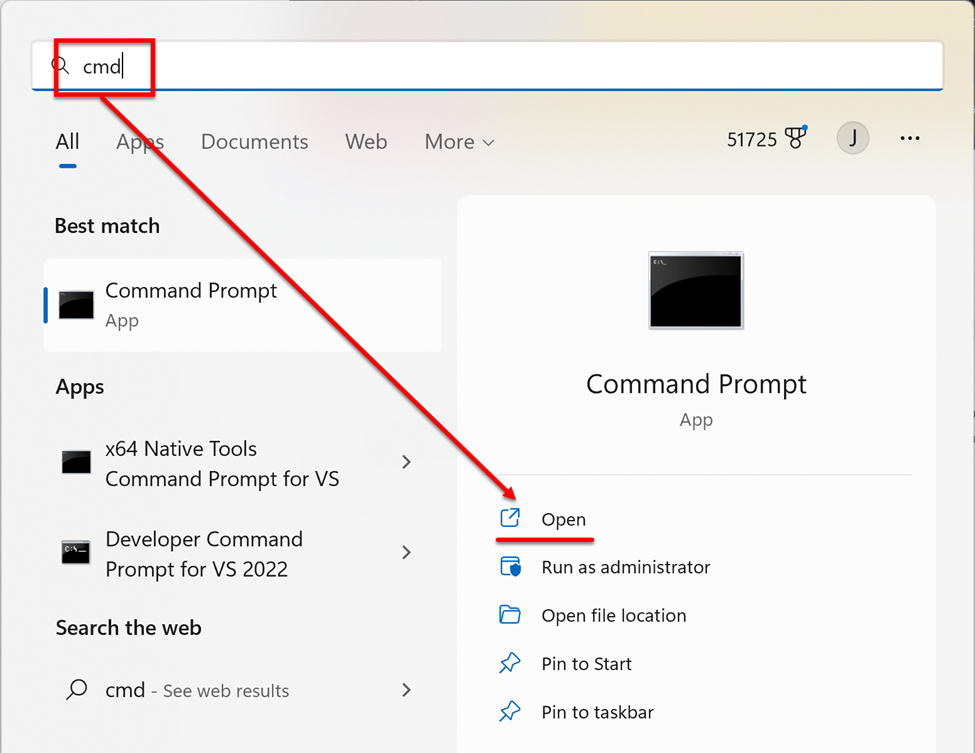 cmd
All Apps Documents Web More 51725 J ...
Best match
Command Prompt
App
Apps
x64 Native Tools
Command Prompt for VS
Developer Command
Prompt for VS 2022
Search the web
cmd - See web results
Command Prompt
App
Open
Run as administrator
Open file location
Pin to Start
Pin to taskbar